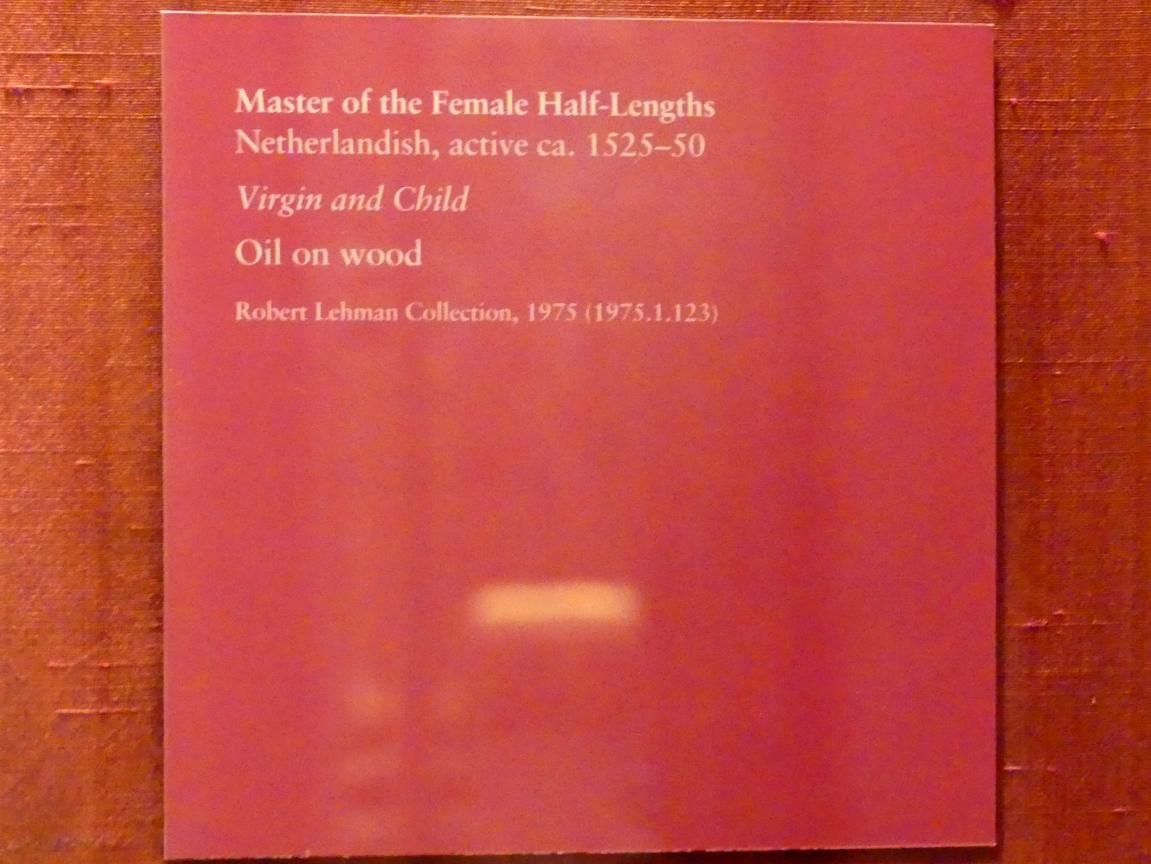 Master of the Female Half-Lengths
Netherlandish, active ca. 1525–50
Virgin and Child
Oil on wood
Robert Lehman Collection, 1975 (1975.1.123)